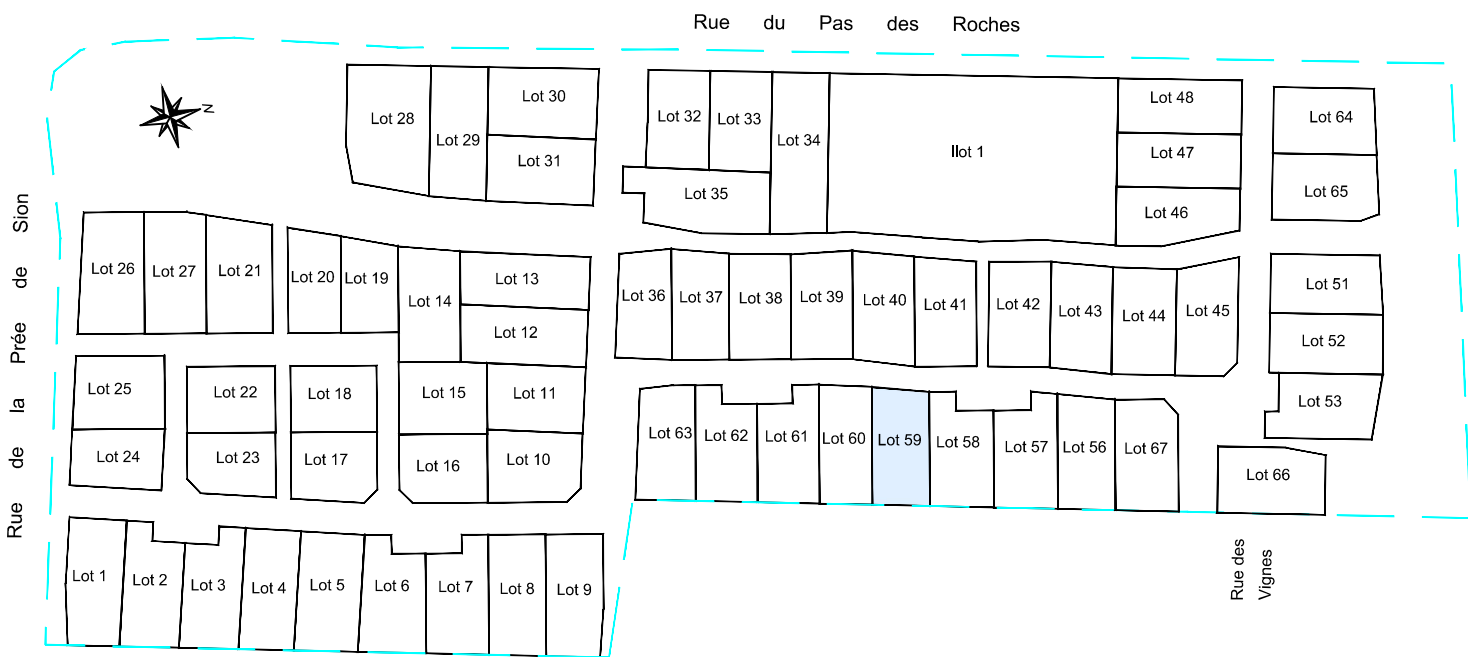 Rue du Pas des Roches
Lot 28
Lot 29
Lot 30
Lot 31
Lot 32
Lot 33
Lot 34
Lot 35
Ilot 1
Lot 48
Lot 47
Lot 46
Lot 64
Lot 65
N
Rue de la Prée de Sion
Lot 26
Lot 27
Lot 21
Lot 20
Lot 19
Lot 14
Lot 13
Lot 12
Lot 36
Lot 37
Lot 38
Lot 39
Lot 40
Lot 41
Lot 42
Lot 43
Lot 44
Lot 45
Lot 51
Lot 52
Lot 53
Lot 25
Lot 24
Lot 22
Lot 23
Lot 18
Lot 17
Lot 15
Lot 16
Lot 11
Lot 10
Lot 63
Lot 62
Lot 61
Lot 60
Lot 59
Lot 58
Lot 57
Lot 56
Lot 67
Lot 66
Lot 1
Lot 2
Lot 3
Lot 4
Lot 5
Lot 6
Lot 7
Lot 8
Lot 9
Rue des
Vignes